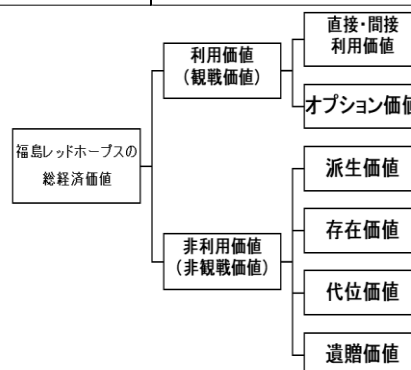 直接・間接
利用価値
利用価値
（観戦価値）
オプション価値
福島レッドホープスの
総経済価値
派生価値
存在価値
非利用価値
（非観戦価値）
代位価値
遺贈価値